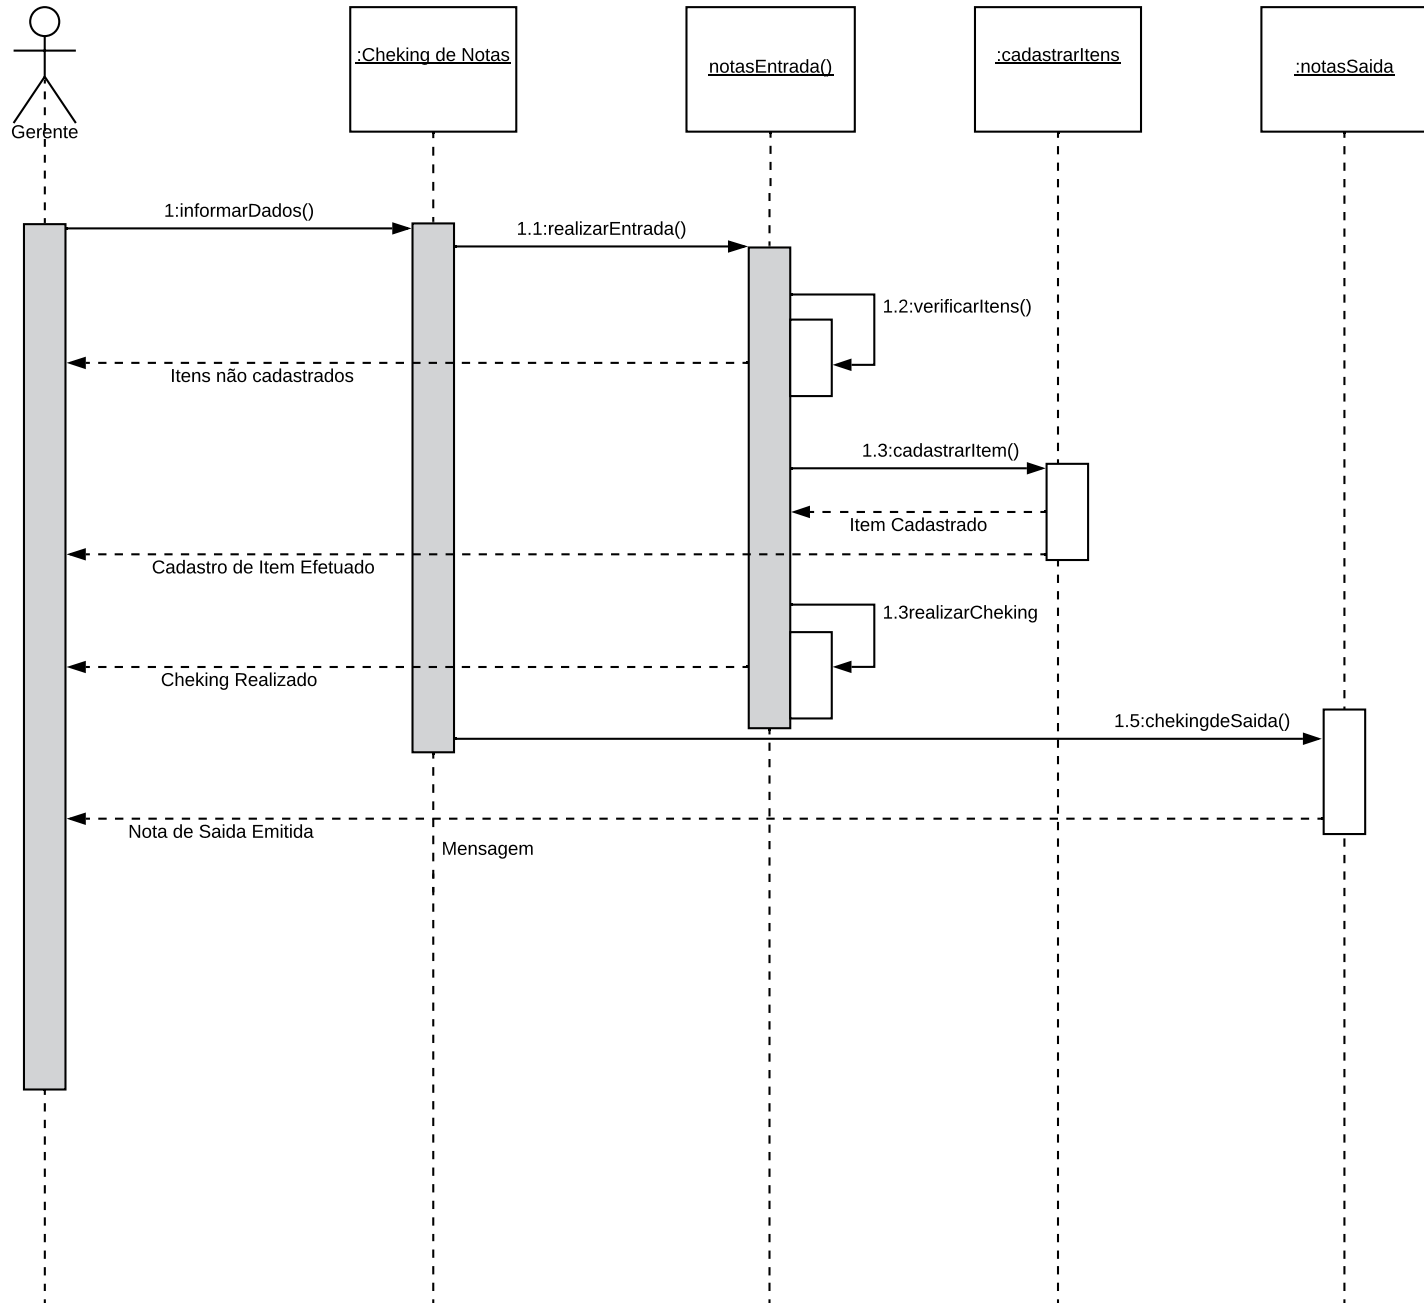 Gerente
:Cheking de Notas
notasEntrada()
:cadastrarItens
:notasSaida
1:informarDados()
1.1:realizarEntrada()
1.2:verificarItens()
Itens não cadastrados
1.3:cadastrarItem()
Item Cadastrado
Cadastro de Item Efetuado
1.3realizarCheking
Cheking Realizado
1.5:chekingdeSaida()
Nota de Saida Emitida
Mensagem